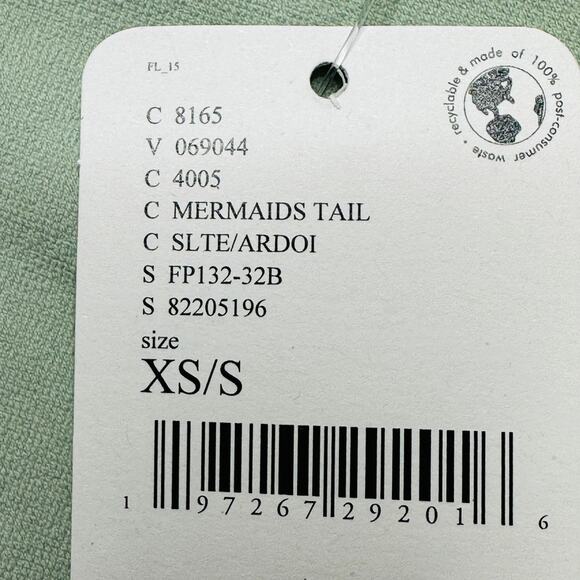 FL_15
recyclable & made of 100% post-consumer waste •
C 8165
V 069044
C 4005
C MERMAIDS TAIL
C SLTE/ARDOI
S FP132-32B
S 82205196
size
XS/S
1 97267 29201 6